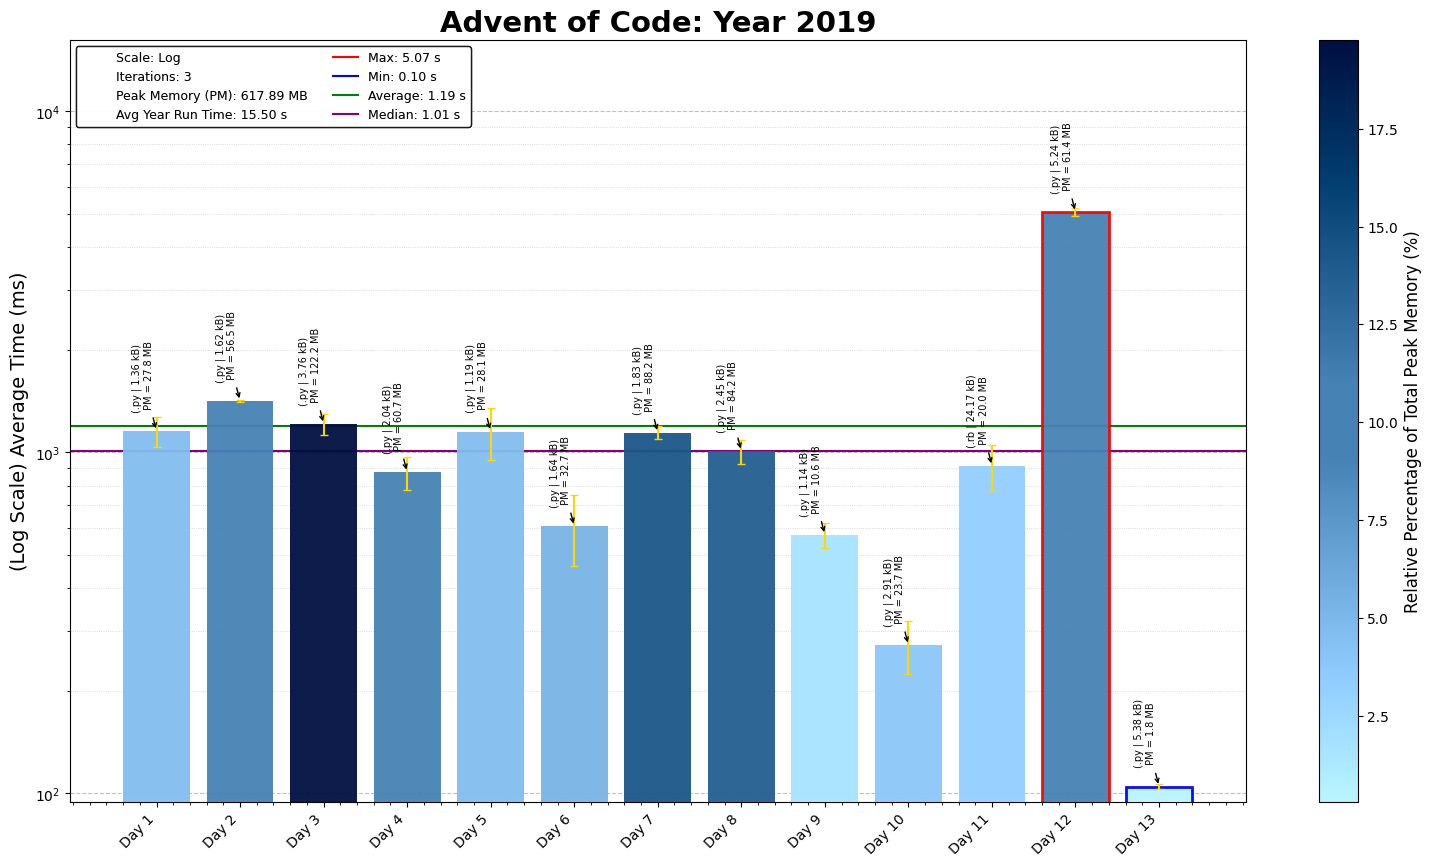 Advent of Code: Year 2019
Scale: Log
Iterations: 3
Peak Memory (PM): 617.89 MB
Avg Year Run Time: 15.50 s
Max: 5.07 s
Min: 0.10 s
Average: 1.19 s
Median: 1.01 s
(Log Scale) Average Time (ms)
10⁴
10³
10²
(.py | 1.36 kB)
PM = 27.8 MB
(.py | 1.62 kB)
PM = 56.5 MB
(.py | 3.76 kB)
PM = 122.2 MB
(.py | 2.04 kB)
PM = 60.7 MB
(.py | 1.19 kB)
PM = 28.1 MB
(.py | 1.64 kB)
PM = 32.7 MB
(.py | 1.83 kB)
PM = 88.2 MB
(.py | 2.45 kB)
PM = 84.2 MB
(.py | 1.14 kB)
PM = 10.6 MB
(.py | 2.91 kB)
PM = 23.7 MB
(.rb | 24.17 kB)
PM = 20.0 MB
(.py | 5.24 kB)
PM = 61.4 MB
(.py | 5.38 kB)
PM = 1.8 MB
Day 1
Day 2
Day 3
Day 4
Day 5
Day 6
Day 7
Day 8
Day 9
Day 10
Day 11
Day 12
Day 13
17.5
15.0
12.5
10.0
7.5
5.0
2.5
Relative Percentage of Total Peak Memory (%)